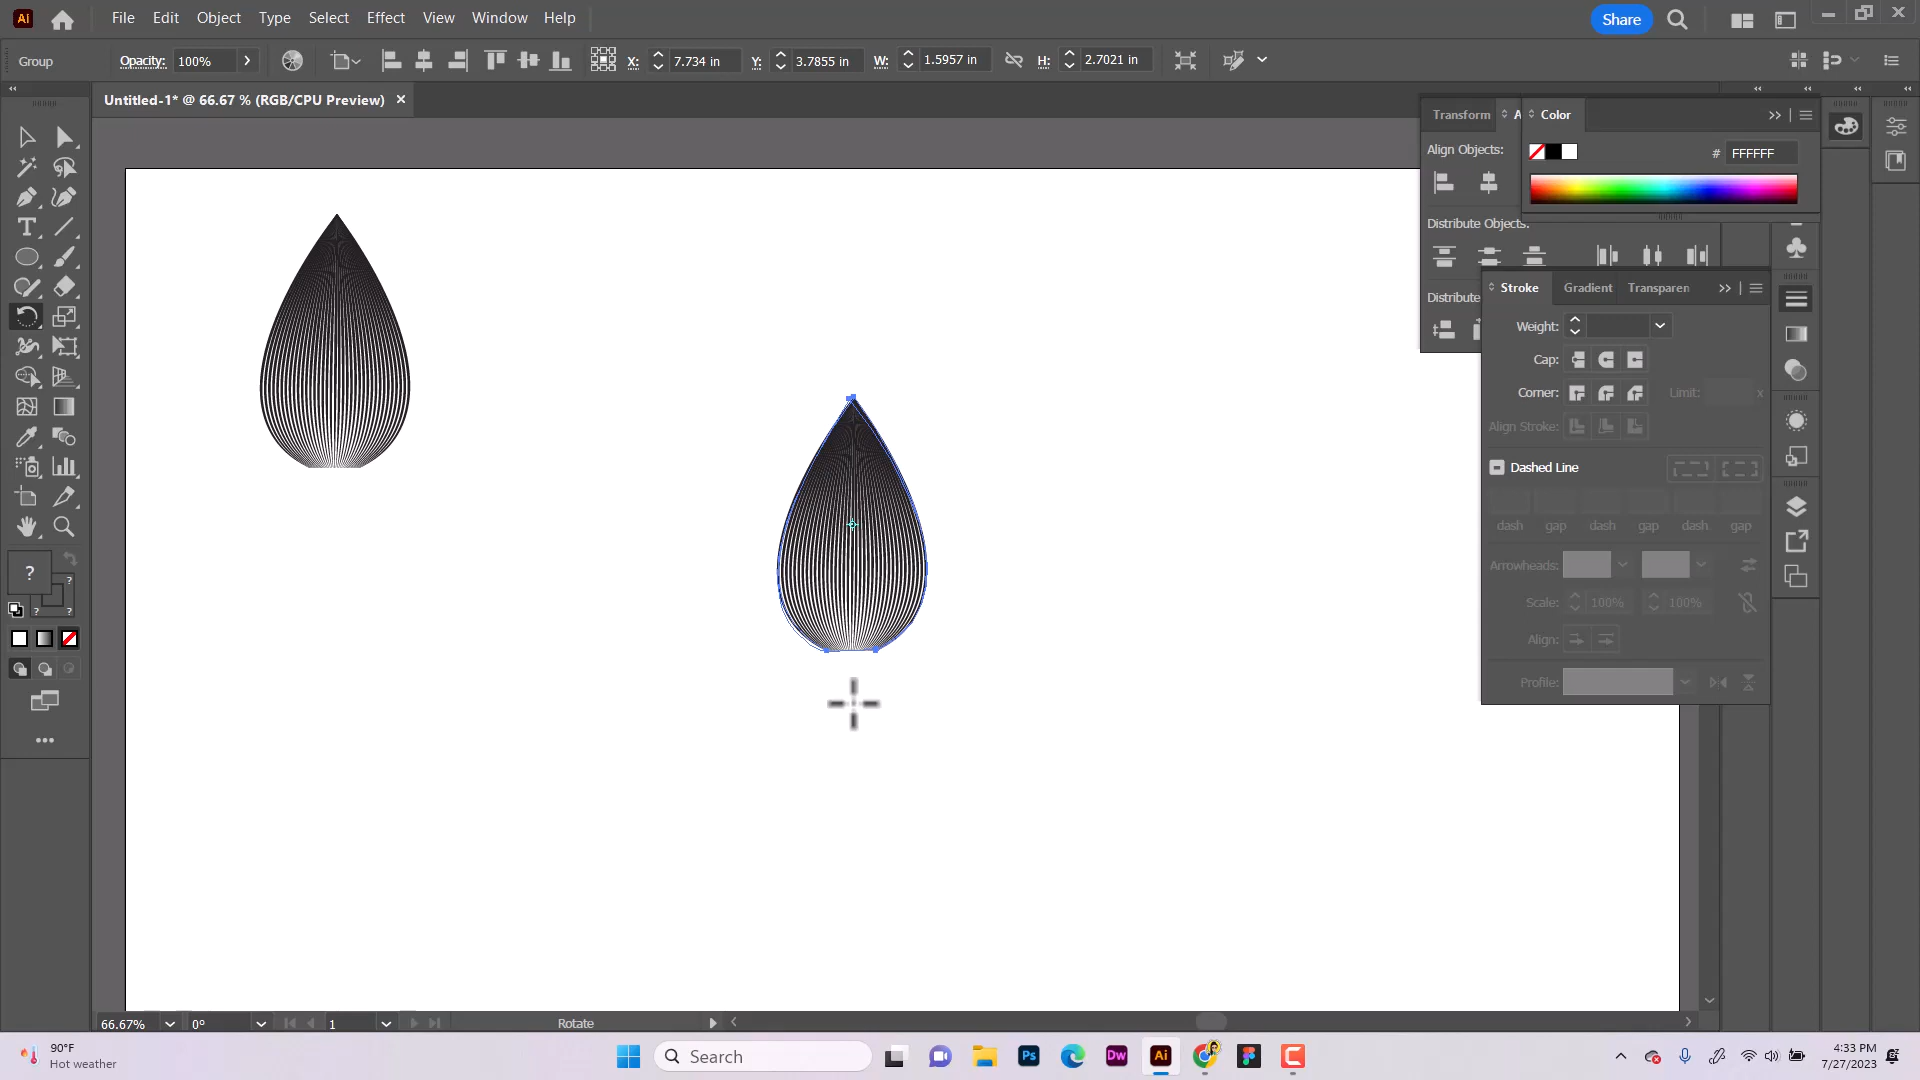 Ai File Edit Object Type Select Effect View Window Help Share
Group Opacity: 100% X: 7.734 in Y: 3.7855 in W: 1.5957 in H: 2.7021 in
Untitled-1* @ 66.67 % (RGB/CPU Preview) ×
Transform A Color
Align Objects:
# FFFFFF
Distribute Objects:
Distribute
Stroke Gradient Transparen
Weight:
Cap:
Corner: Limit: x
Align Stroke:
Dashed Line
dash gap dash gap dash gap
Arrowheads:
Scale: 100% 100%
Align:
Profile:
?
?
? ?
66.67% 0° 1 Rotate
90°F
Hot weather
Search
Ps Dw Ai
4:33 PM
7/27/2023